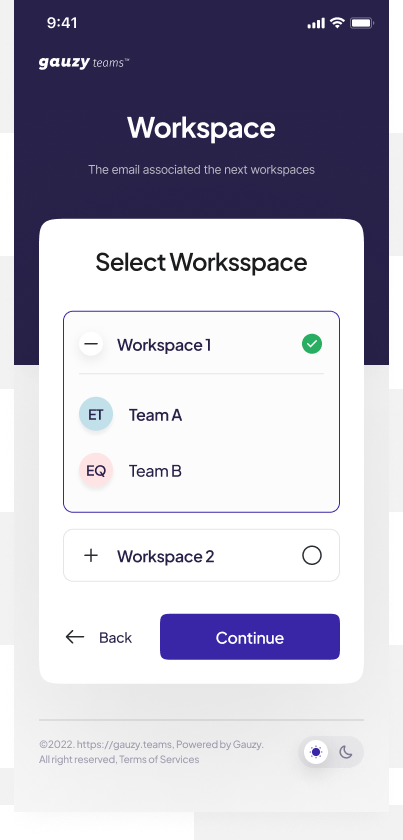 9:41
gauzy teams™
Workspace
The email associated the next workspaces
Select Worksspace
Workspace 1
ET Team A
EQ Team B
Workspace 2
Back Continue
©2022. https://gauzy.teams, Powered by Gauzy.
All right reserved, Terms of Services